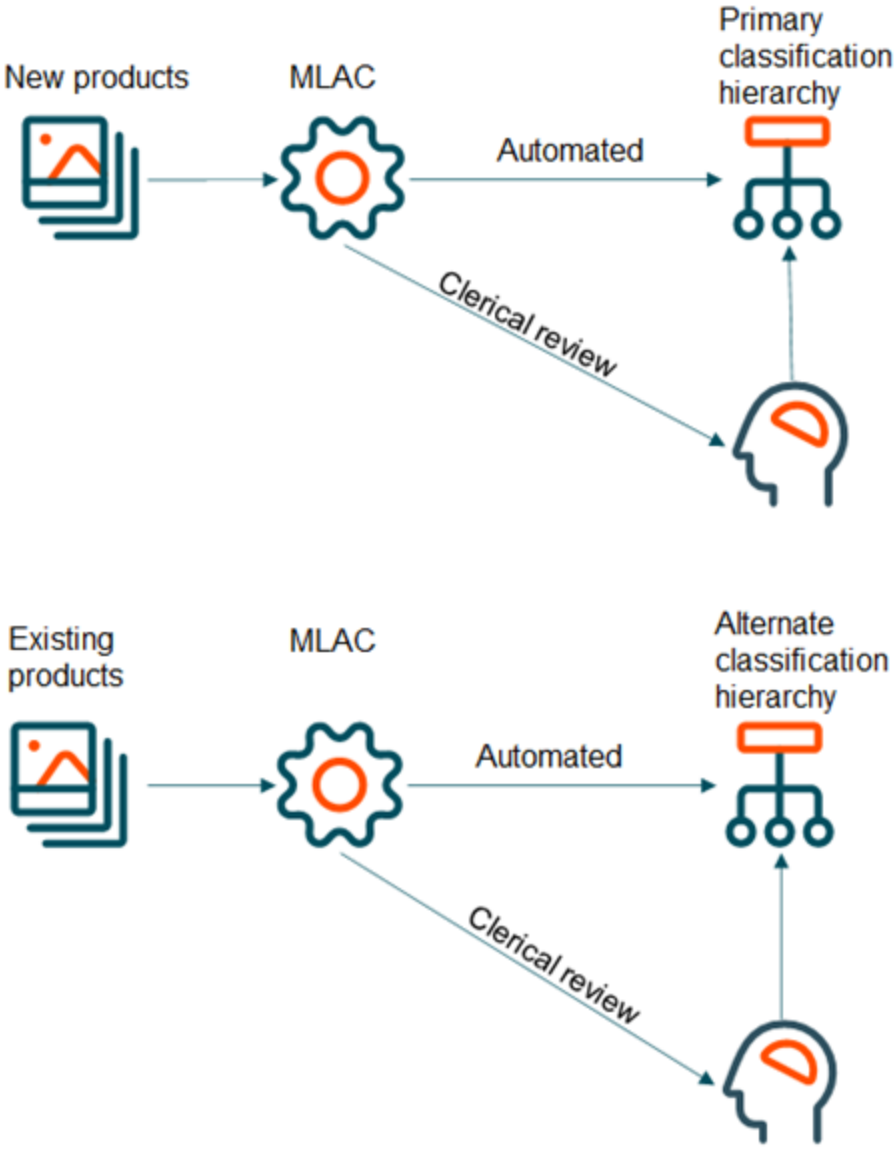 New products
MLAC
Primary
classification
hierarchy
Automated
Clerical review
Existing
products
MLAC
Alternate
classification
hierarchy
Automated
Clerical review